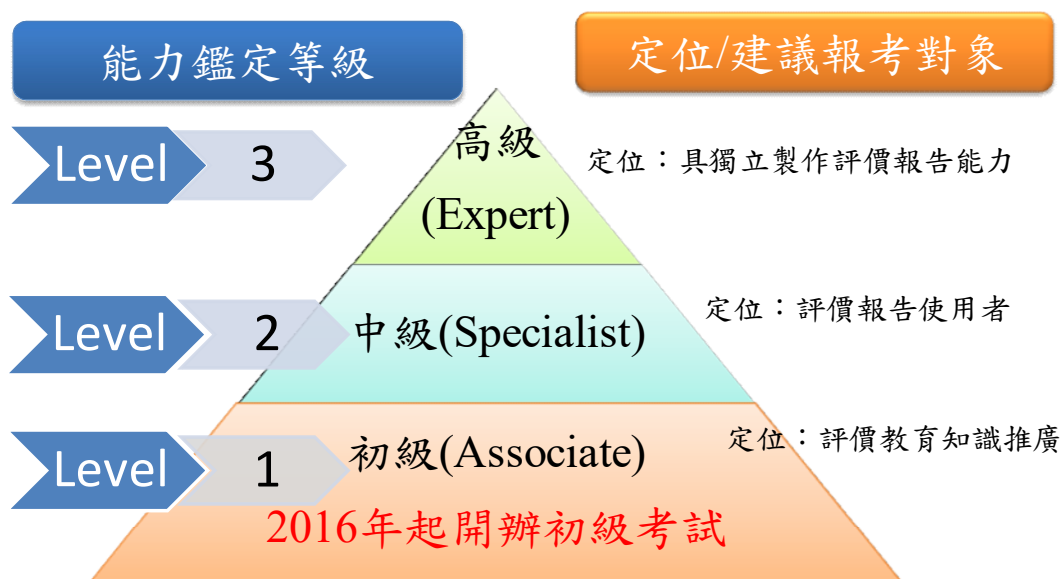 能力鑑定等級
定位/建議報考對象
Level 3
高級
(Expert)
定位：具獨立製作評價報告能力
Level 2
中級(Specialist)
定位：評價報告使用者
Level 1
初級(Associate)
定位：評價教育知識推廣
2016年起開辦初級考試